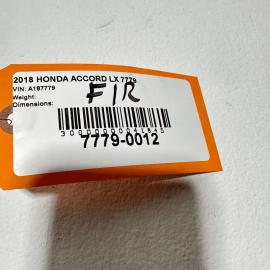 2018 HONDA ACCORD LX 7779
VIN: A187779
Weight:
Dimensions:
F/R
7779-0012